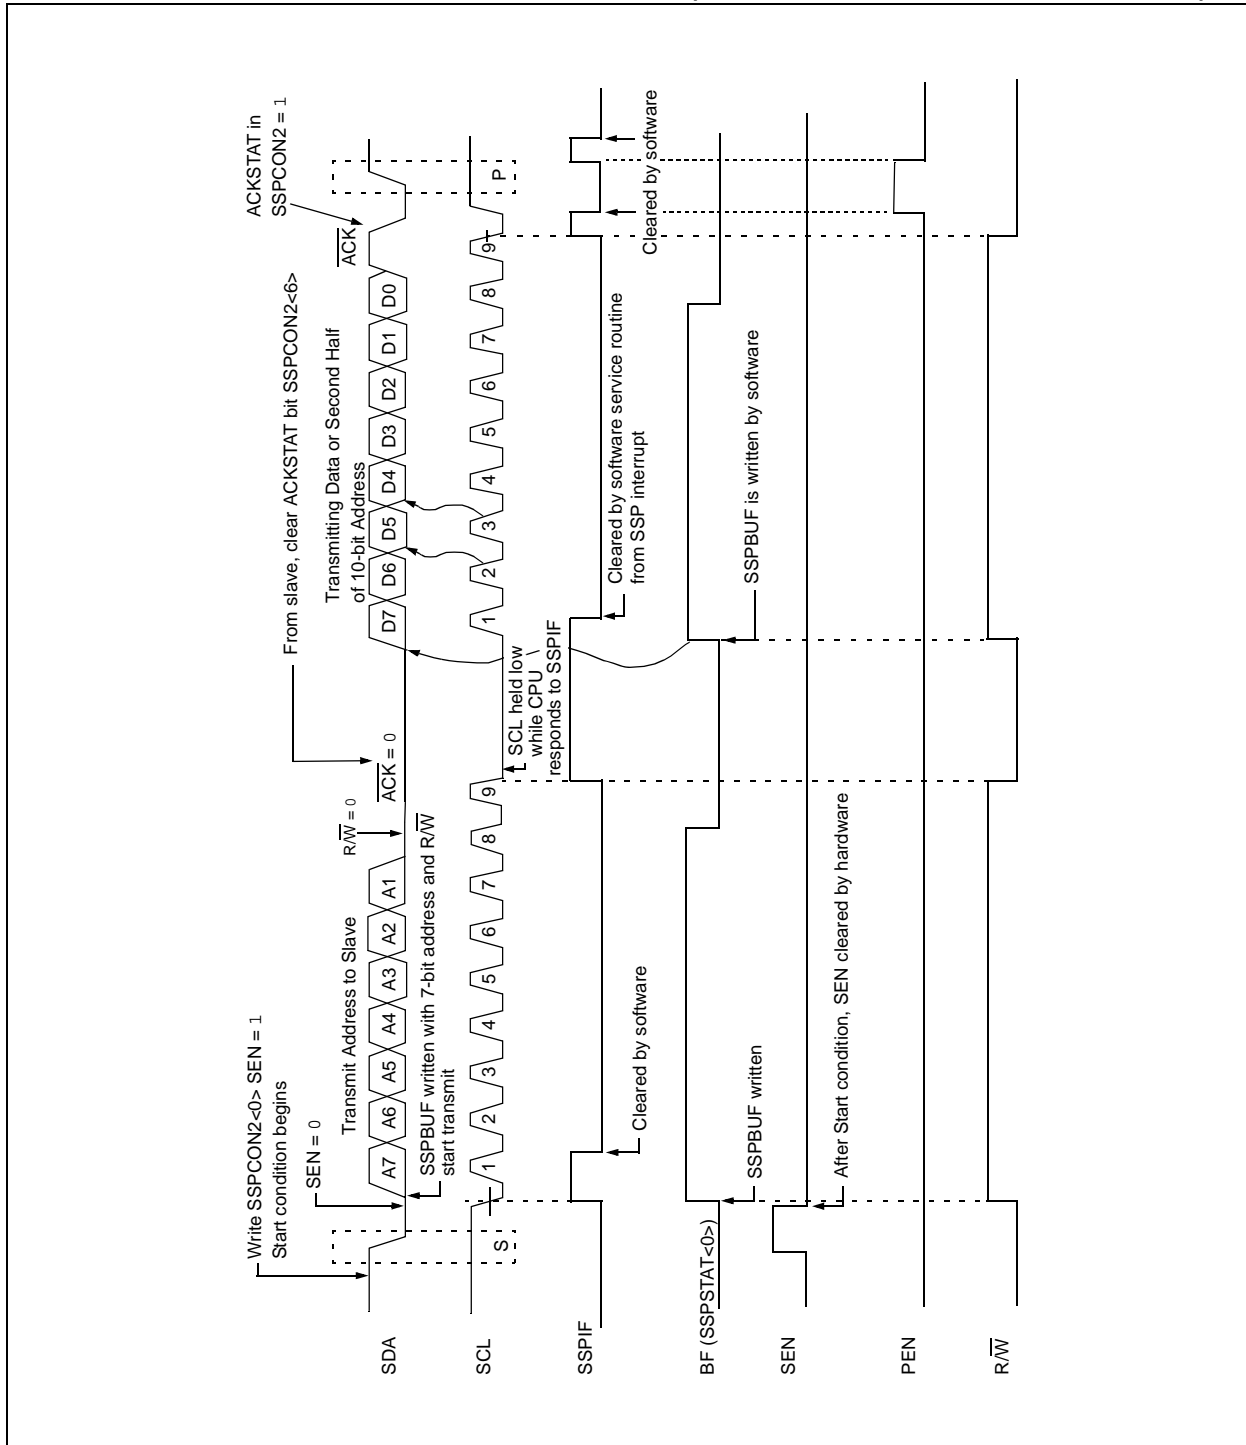 Write SSPCON2<0> SEN = 1
Start condition begins
SEN = 0
From slave, clear ACKSTAT bit SSPCON2<6>
ACKSTAT in
SSPCON2 = 1
Transmit Address to Slave
R/W = 0
ACK = 0
Transmitting Data or Second Half
of 10-bit Address
ACK
SDA
A7
A6
A5
A4
A3
A2
A1
D7
D6
D5
D4
D3
D2
D1
D0
SSPBUF written with 7-bit address and R/W
start transmit
SCL
S
1
2
3
4
5
6
7
8
9
1
2
3
4
5
6
7
8
9
P
SCL held low
while CPU
responds to SSPIF
SSPIF
Cleared by software
Cleared by software service routine
from SSP interrupt
Cleared by software
BF (SSPSTAT<0>)
SSPBUF written
SSPBUF is written by software
SEN
After Start condition, SEN cleared by hardware
PEN
R/W